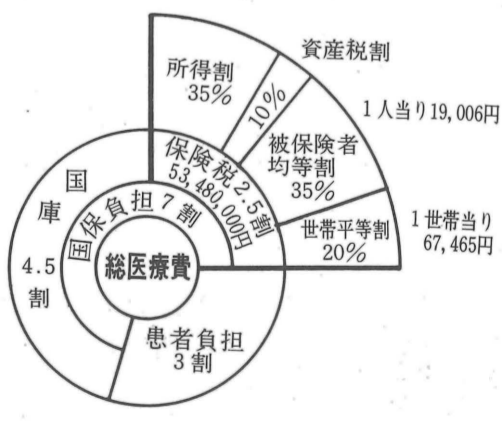 資産税割
所得割
35%
10%
1人当り19,006円
被保険者
均等割
35%
保険税2.5割
53,480,000円
世帯平等割
20%
1世帯当り
67,465円
国庫
4.5
割
国保負担7割
総医療費
患者負担
3割